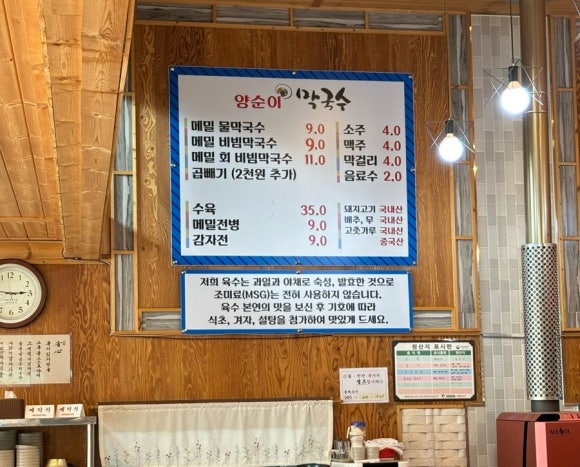 양순이 막국수
메밀 물막국수 9.0
메밀 비빔막국수 9.0
메밀 회 비빔막국수 11.0
곱빼기 (2천원 추가)
소주 4.0
맥주 4.0
막걸리 4.0
음료수 2.0
수육 35.0
메밀전병 9.0
감자전 9.0
돼지고기 국내산
배추, 무 국내산
고춧가루 국내산
중국산
저희 육수는 과일과 야채로 숙성, 발효한 것으로
조미료(MSG)는 전혀 사용하지 않습니다.
육수 본연의 맛을 보신 후 기호에 따라
식초, 겨자, 설탕을 첨가하여 맛있게 드세요.
원산지 표시판
예약석 예약석